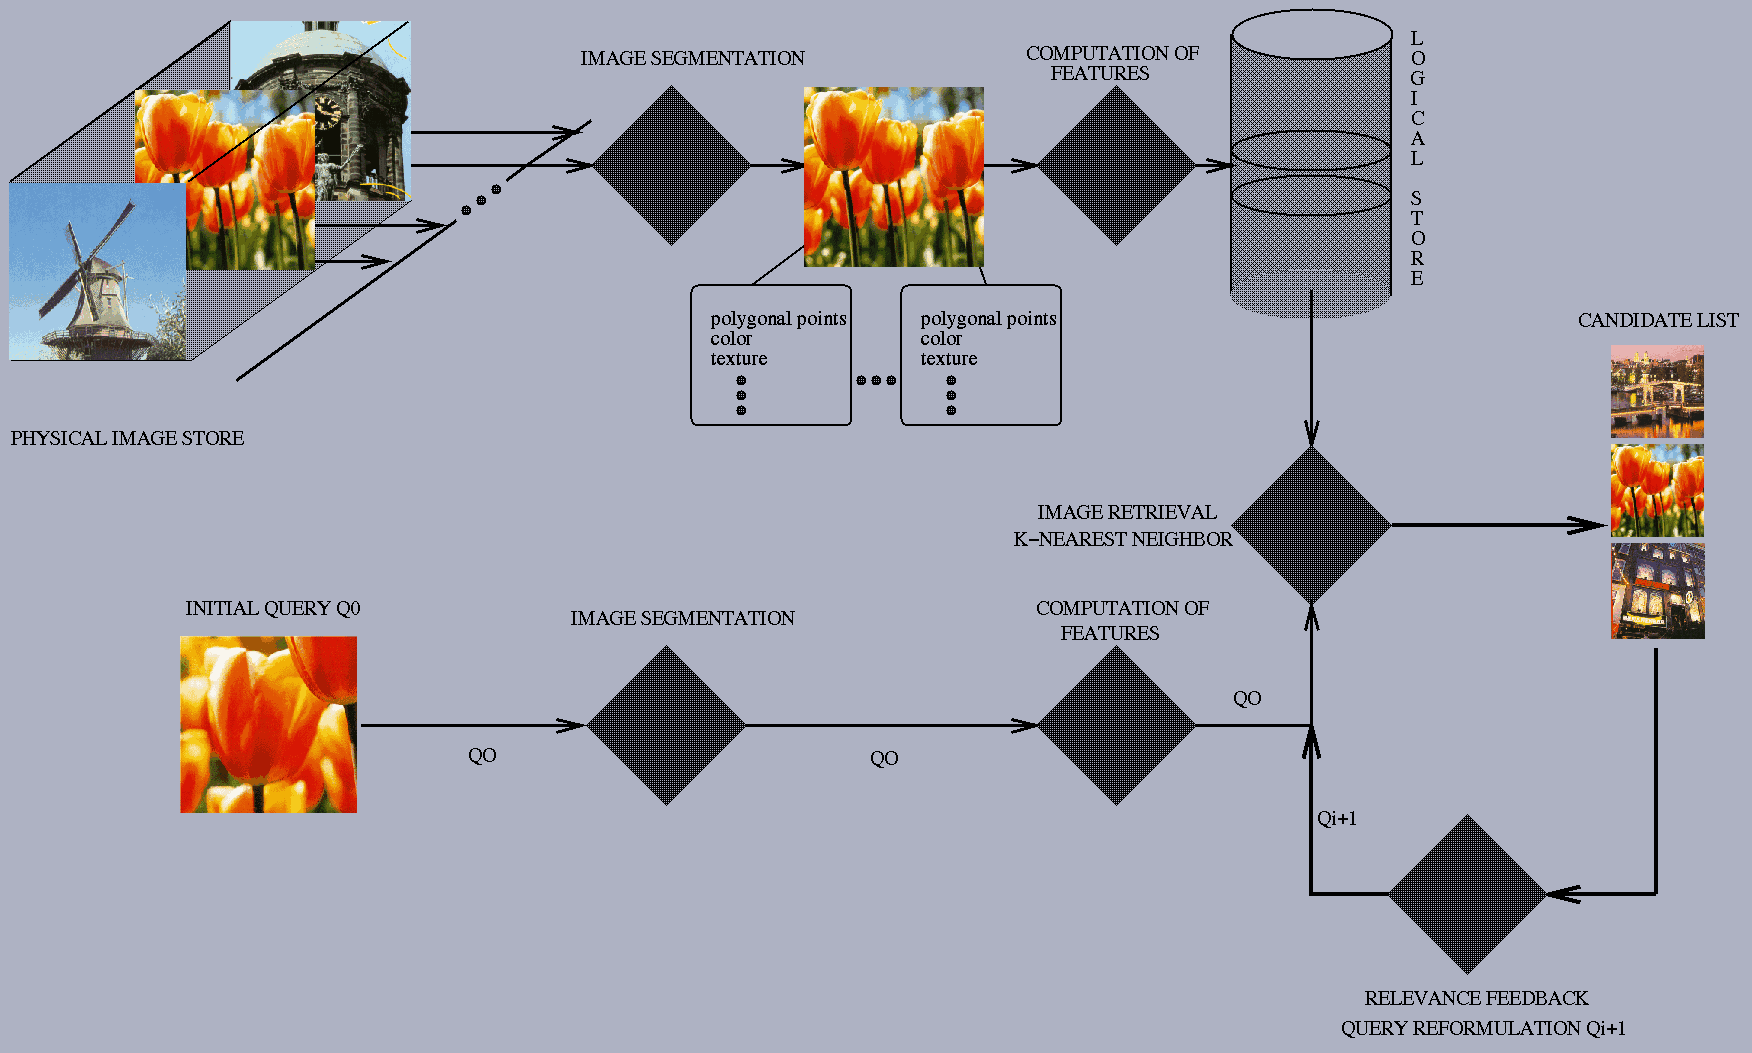 IMAGE SEGMENTATION
COMPUTATION OF
FEATURES
LOGICAL STORE
polygonal points
color
texture
polygonal points
color
texture
PHYSICAL IMAGE STORE
CANDIDATE LIST
IMAGE RETRIEVAL
K-NEAREST NEIGHBOR
INITIAL QUERY Q0
IMAGE SEGMENTATION
COMPUTATION OF
FEATURES
QO
QO
QO
Qi+1
RELEVANCE FEEDBACK
QUERY REFORMULATION Qi+1